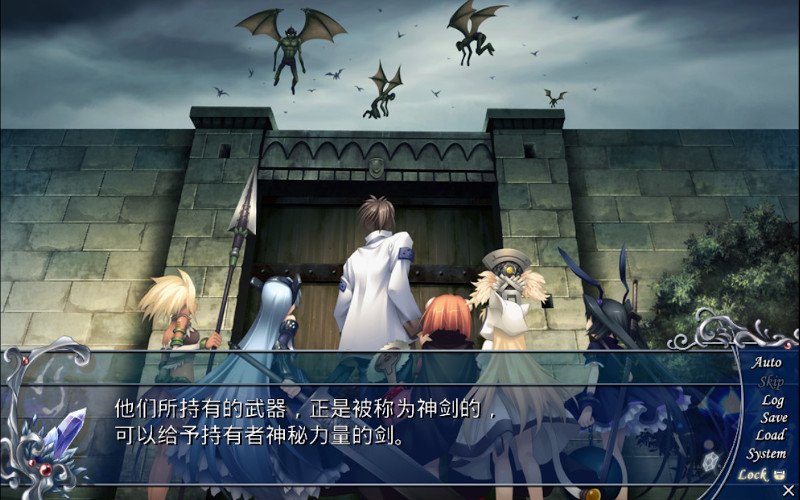 他们所持有的武器，正是被称为神剑的，
可以给予持有者神秘力量的剑。
Auto
Skip
Log
Save
Load
System
Lock